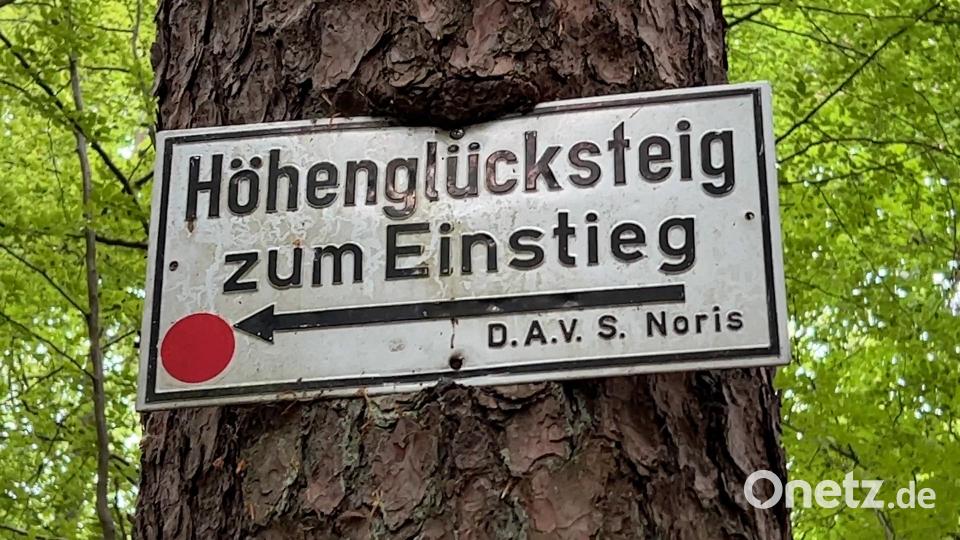 Höhenglücksteig
zum Einstieg
D.A.V. S. Noris
Onetz.de